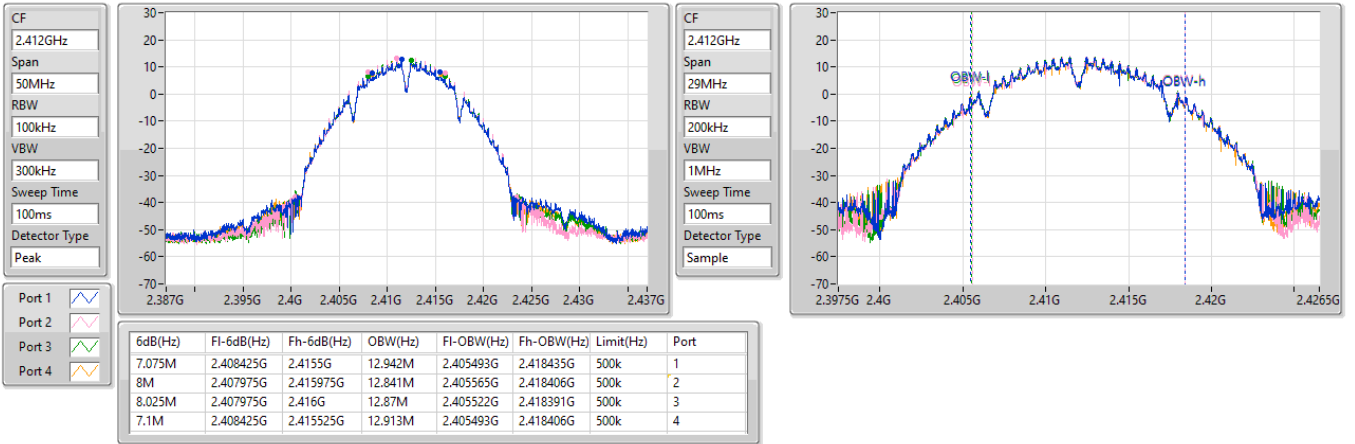 CF
2.412GHz
Span
50MHz
RBW
100kHz
VBW
300kHz
Sweep Time
100ms
Detector Type
Peak
30
20
10
0
-10
-20
-30
-40
-50
-60
-70
2.387G 2.395G 2.4G 2.405G 2.41G 2.415G 2.42G 2.425G 2.43G 2.437G
CF
2.412GHz
Span
29MHz
RBW
200kHz
VBW
1MHz
Sweep Time
100ms
Detector Type
Sample
30
20
10
0
-10
-20
-30
-40
-50
-60
-70
OBW-l OBW-h
2.3975G 2.4G 2.405G 2.41G 2.415G 2.42G 2.4265G
Port 1
Port 2
Port 3
Port 4
6dB(Hz) Fl-6dB(Hz) Fh-6dB(Hz) OBW(Hz) Fl-OBW(Hz) Fh-OBW(Hz) Limit(Hz) Port
7.075M 2.408425G 2.4155G 12.942M 2.405493G 2.418435G 500k 1
8M 2.407975G 2.415975G 12.841M 2.405565G 2.418406G 500k 2
8.025M 2.407975G 2.416G 12.87M 2.405522G 2.418391G 500k 3
7.1M 2.408425G 2.415525G 12.913M 2.405493G 2.418406G 500k 4